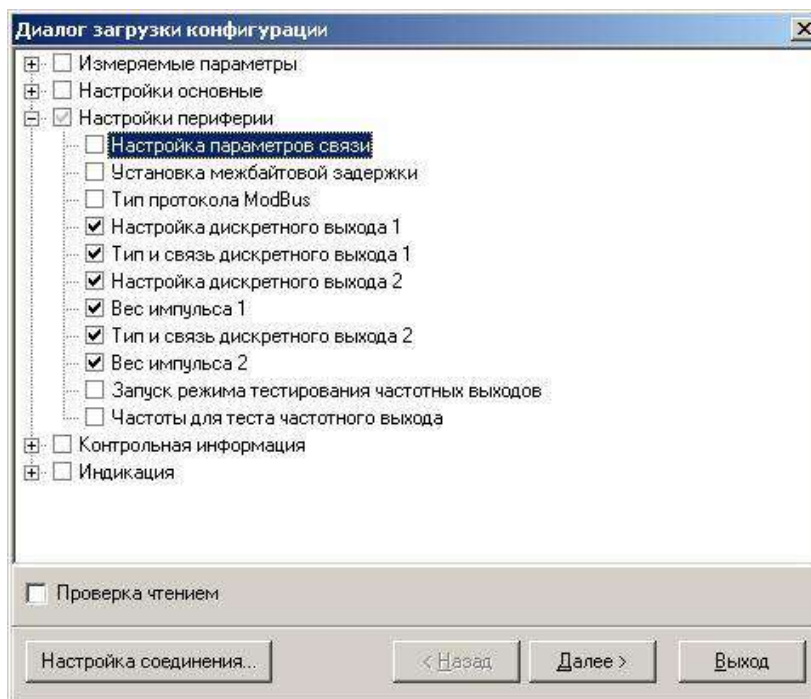 Диалог загрузки конфигурации
Измеряемые параметры
Настройки основные
Настройки периферии
Настройка параметров связи
Установка межбайтовой задержки
Тип протокола ModBus
Настройка дискретного выхода 1
Тип и связь дискретного выхода 1
Настройка дискретного выхода 2
Вес импульса 1
Тип и связь дискретного выхода 2
Вес импульса 2
Запуск режима тестирования частотных выходов
Частоты для теста частотного выхода
Контрольная информация
Индикация
Проверка чтением
Настройка соединения... < Назад Далее > Выход